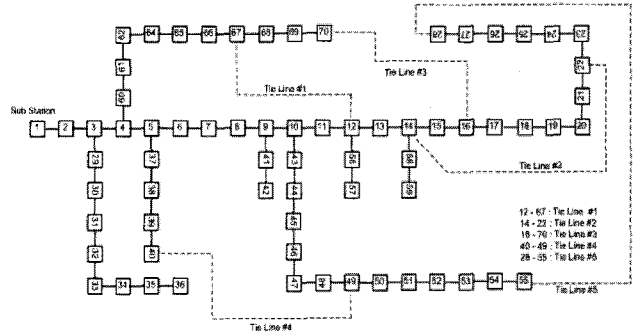 62 64 65 66 67 68 69 70
28 27 26 25 24 23
61
Tie Line #3
22
60
Tie Line #1
21
Sub Station
1 2 3 4 5 6 7 8 9 10 11 12 13 14 15 16 17 18 19 20
29 37 41 43 56 58
Tie Line #2
30 38 42 44 57 59
31 39 45
12 - 67 : Tie Line #1
14 - 22 : Tie Line #2
32 40 46
16 - 70 : Tie Line #3
40 - 49 : Tie Line #4
28 - 55 : Tie Line #5
33 34 35 36
47 48 49 50 51 52 53 54 55
Tie Line #5
Tie Line #4